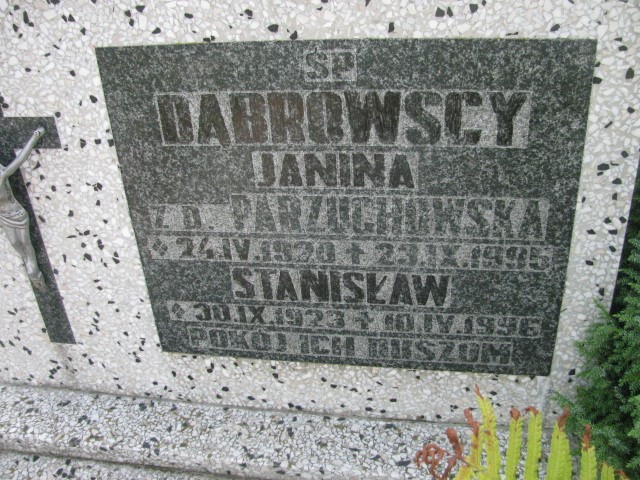 ŚP
DĄBROWSCY
JANINA
Z D. PARZUCHOWSKA
* 24.IV.1920 ✝ 23.IX.1995
STANISŁAW
* 30.IX.1923 ✝ 10.IV.1996
POKÓJ ICH DUSZOM